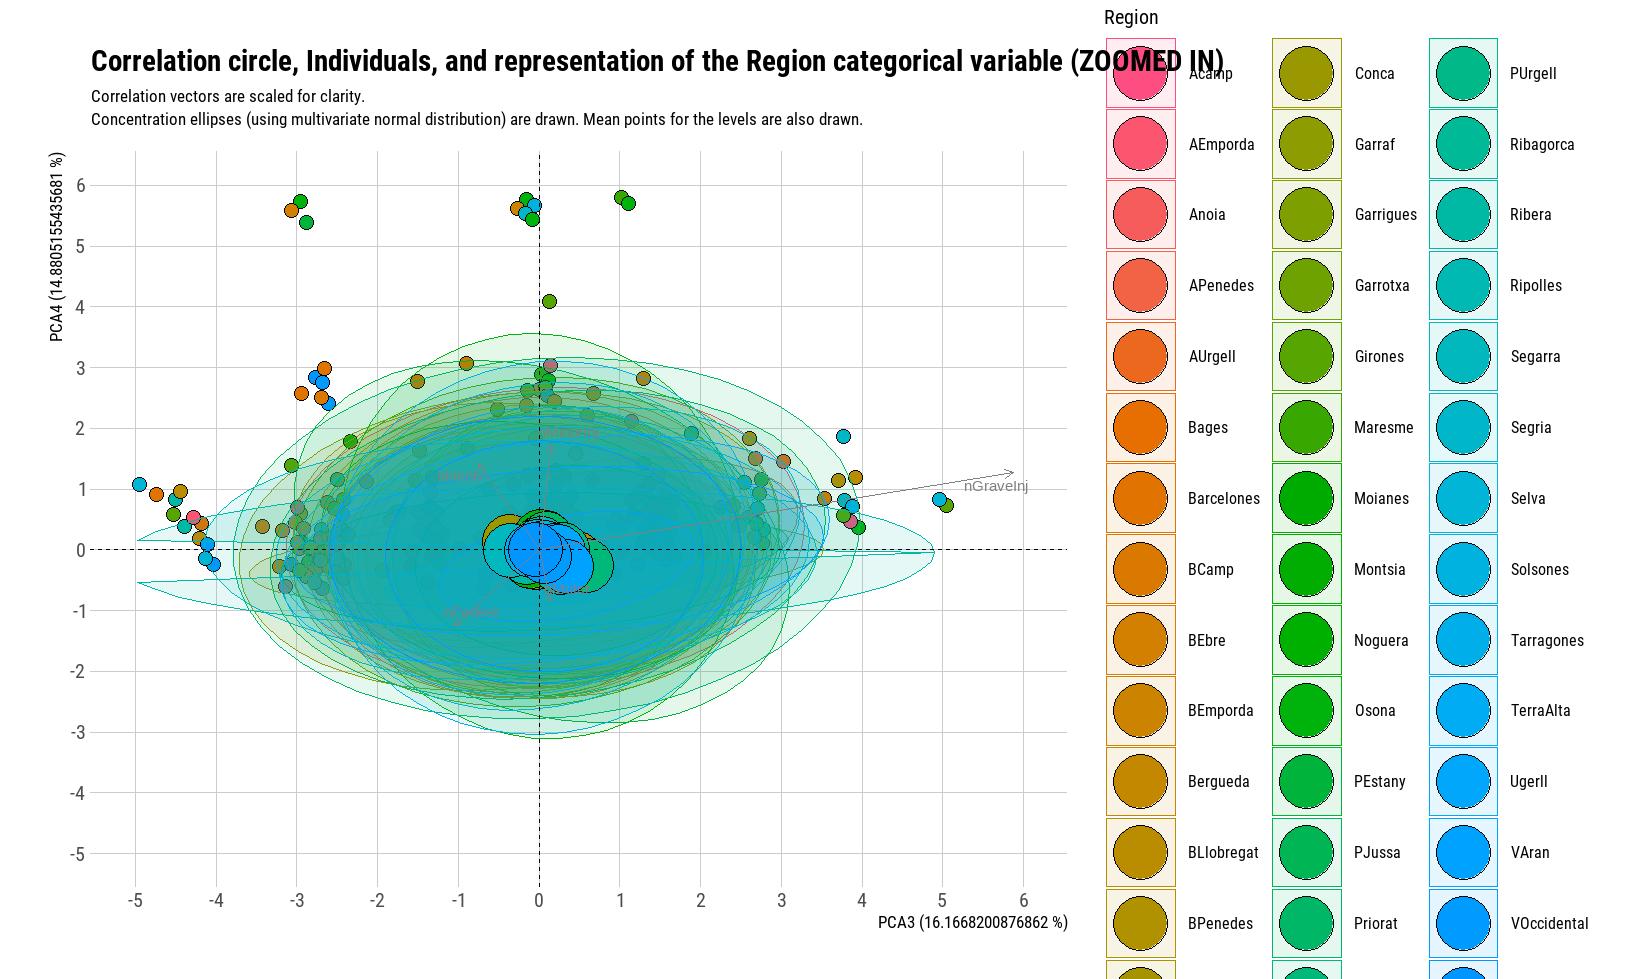 Region
Correlation circle, Individuals, and representation of the Region categorical variable (ZOOMED IN)
Correlation vectors are scaled for clarity.
Concentration ellipses (using multivariate normal distribution) are drawn. Mean points for the levels are also drawn.
PCA4 (14.8805155435681 %)
6
5
4
3
2
1
0
-1
-2
-3
-4
-5
nGraveInj
-5
-4
-3
-2
-1
0
1
2
3
4
5
6
PCA3 (16.1668200876862 %)
Acamp
AEmporda
Anoia
APenedes
AUrgell
Bages
Barcelones
BCamp
BEbre
BEmporda
Bergueda
BLlobregat
BPenedes
Conca
Garraf
Garrigues
Garrotxa
Girones
Maresme
Moianes
Montsia
Noguera
Osona
PEstany
PJussa
Priorat
PUrgell
Ribagorca
Ribera
Ripolles
Segarra
Segria
Selva
Solsones
Tarragones
TerraAlta
Ugerll
VAran
VOccidental